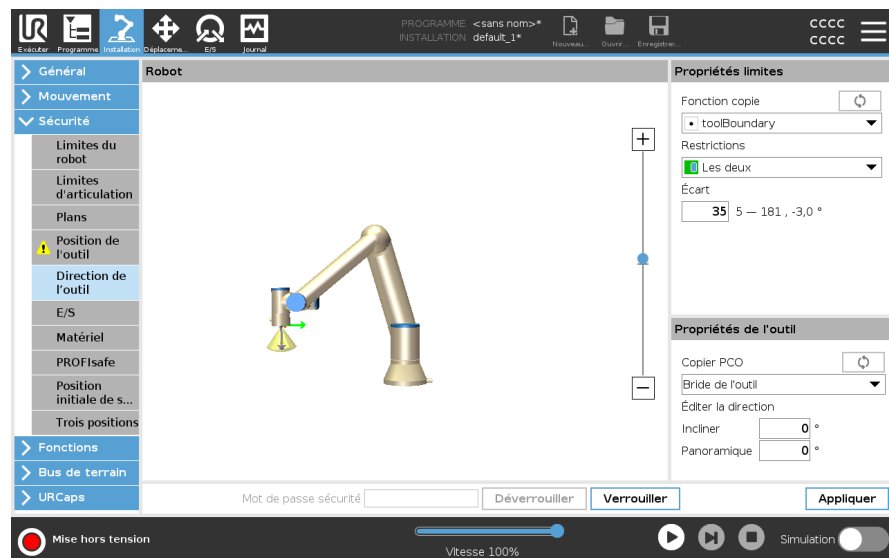 PROGRAMME <sans nom>*
INSTALLATION default_1*
Exécuter
Programme
Installation
Déplaceme...
E/S
Journal
Nouveau...
Ouvrir...
Enregistrer...
CCCC
CCCC
Général
Mouvement
Sécurité
Limites du
robot
Limites
d'articulation
Plans
Position de
l'outil
Direction de
l'outil
E/S
Matériel
PROFIsafe
Position
initiale de s...
Trois positions
Fonctions
Bus de terrain
URCaps
Robot
Propriétés limites
Fonction copie
toolBoundary
Restrictions
Les deux
Écart
35 5 — 181 , -3,0 °
Propriétés de l'outil
Copier PCO
Bride de l'outil
Éditer la direction
Incliner 0 °
Panoramique 0 °
Mot de passe sécurité
Déverrouiller
Verrouiller
Appliquer
Mise hors tension
Vitesse 100%
Simulation